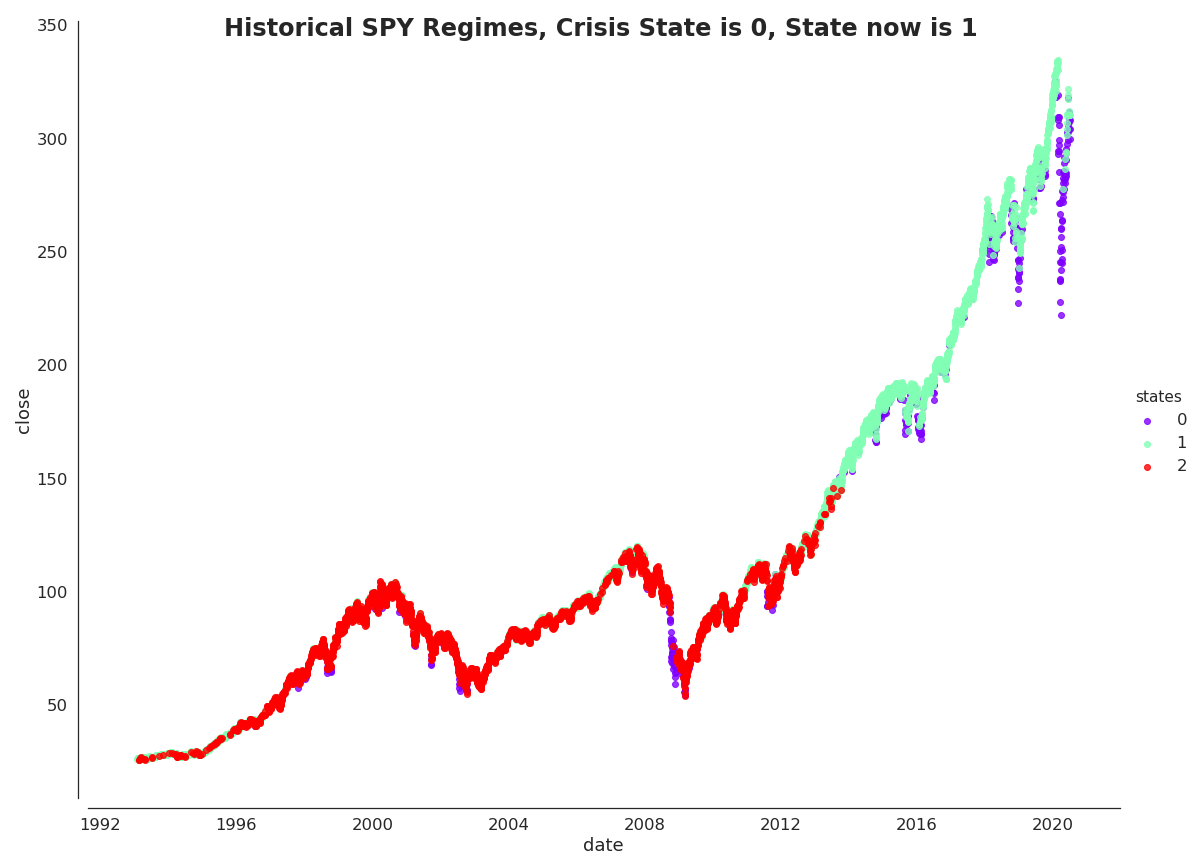 Historical SPY Regimes, Crisis State is 0, State now is 1
350
300
250
200
150
100
50
close
1992 1996 2000 2004 2008 2012 2016 2020
date
states
0
1
2